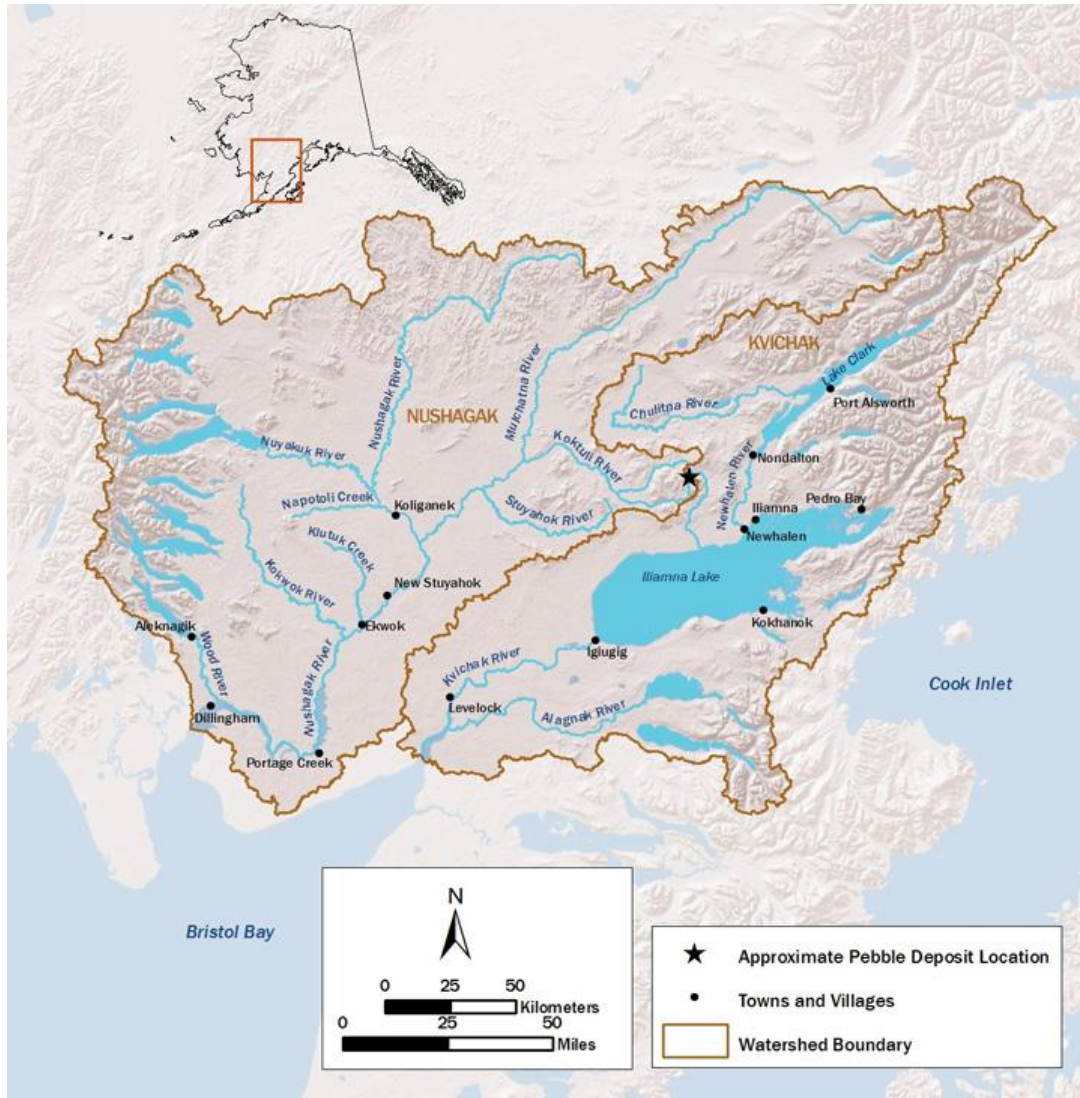 KVICHAK
Lake Clark
Port Alsworth
Chulitna River
NUSHAGAK
Nushagak River
Mulchatna River
Nuyakuk River
Koktuli River
Nondalton
Newhalen River
Napotoli Creek
Koliganek
Stuyahok River
Iliamna
Pedro Bay
Newhalen
Klutuk Creek
Iliamna Lake
Kokwok River
New Stuyahok
Ekwok
Kokhanok
Aleknagik
Wood River
Igiugig
Nushagak River
Kvichak River
Levelock
Alagnak River
Dillingham
Portage Creek
Cook Inlet
Bristol Bay
N
0 25 50
Kilometers
0 25 50
Miles
Approximate Pebble Deposit Location
Towns and Villages
Watershed Boundary